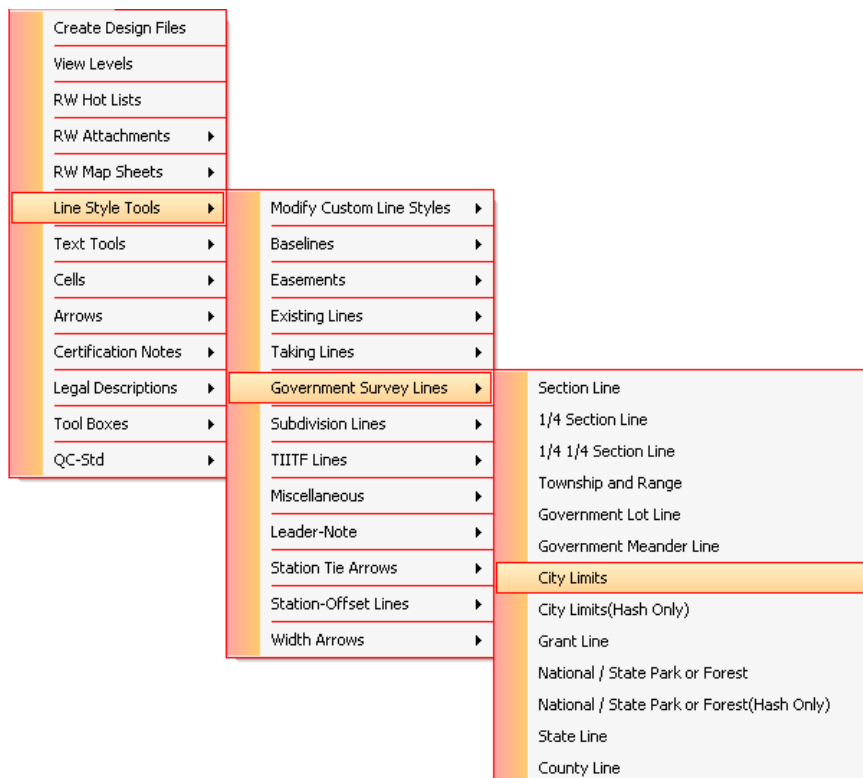 Create Design Files
View Levels
RW Hot Lists
RW Attachments
RW Map Sheets
Line Style Tools
Text Tools
Cells
Arrows
Certification Notes
Legal Descriptions
Tool Boxes
QC-Std
Modify Custom Line Styles
Baselines
Easements
Existing Lines
Taking Lines
Government Survey Lines
Subdivision Lines
TIITF Lines
Miscellaneous
Leader-Note
Station Tie Arrows
Station-Offset Lines
Width Arrows
Section Line
1/4 Section Line
1/4 1/4 Section Line
Township and Range
Government Lot Line
Government Meander Line
City Limits
City Limits(Hash Only)
Grant Line
National / State Park or Forest
National / State Park or Forest(Hash Only)
State Line
County Line